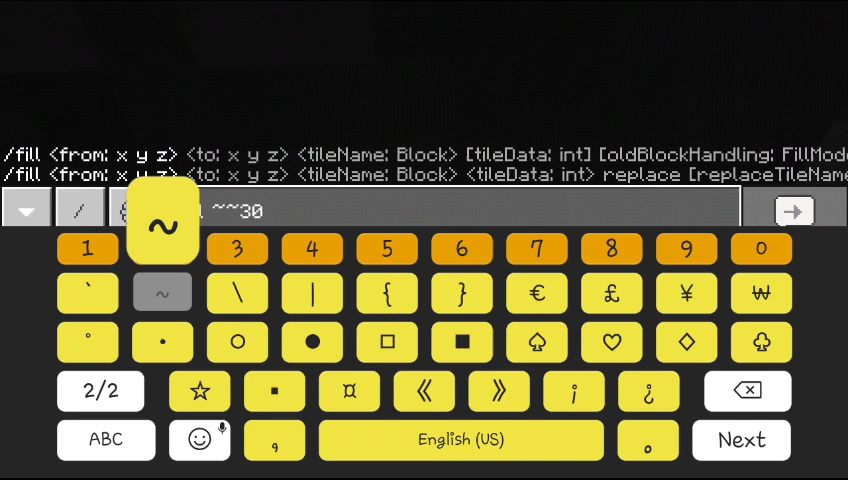 /fill <from: x y z> <to: x y z> <tileName: Block> [tileData: int] [oldBlockHandling: FillMod
/fill <from: x y z> <to: x y z> <tileName: Block> <tileData: int> replace [replaceTileName
/ ~~30
~
1 3 4 5 6 7 8 9 0
` ~ \ | { } € £ ¥ ₩
° • ○ ● □ ■ ♤ ♡ ◇ ♧
2/2 ☆ ▪ ¤ 《 》 ¡ ¿
ABC , English (US) . Next